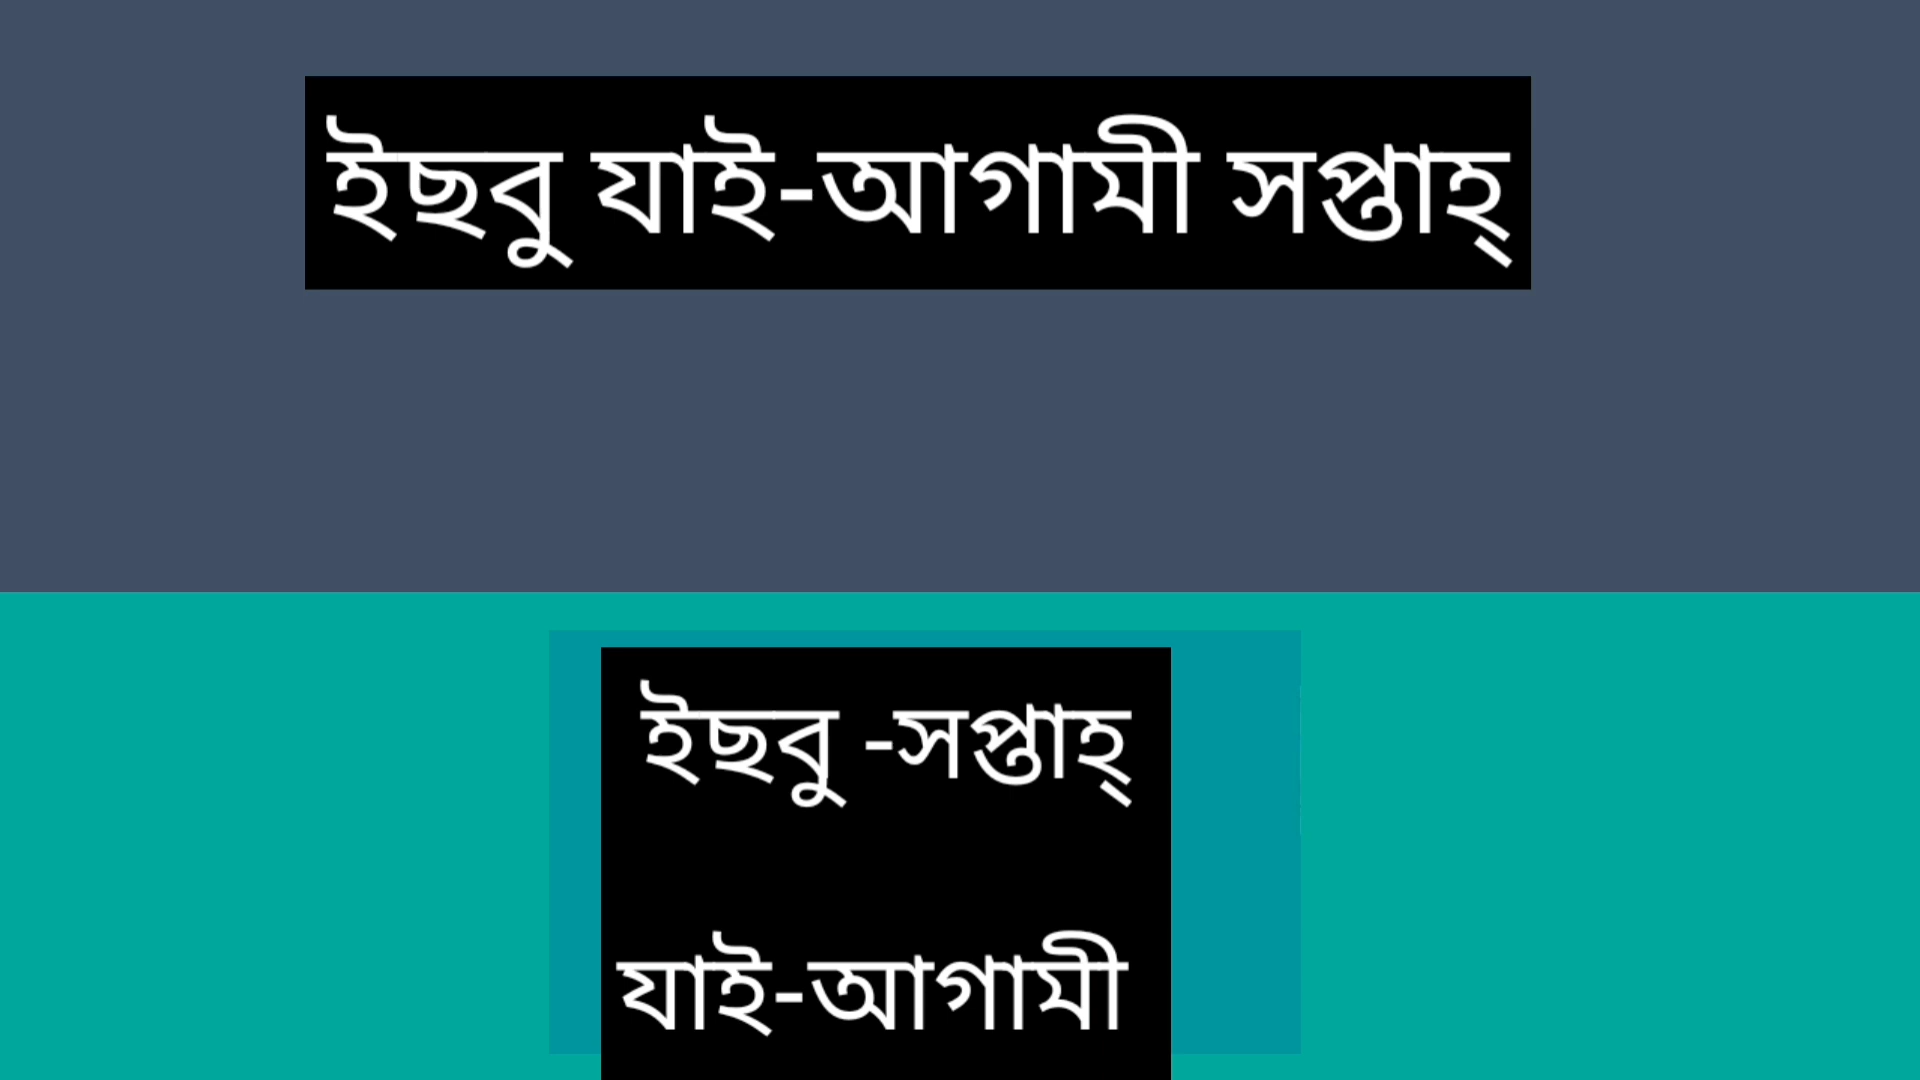 ইছবু যাই-আগামী সপ্তাহ্
ইছবু -সপ্তাহ্
যাই-আগামী